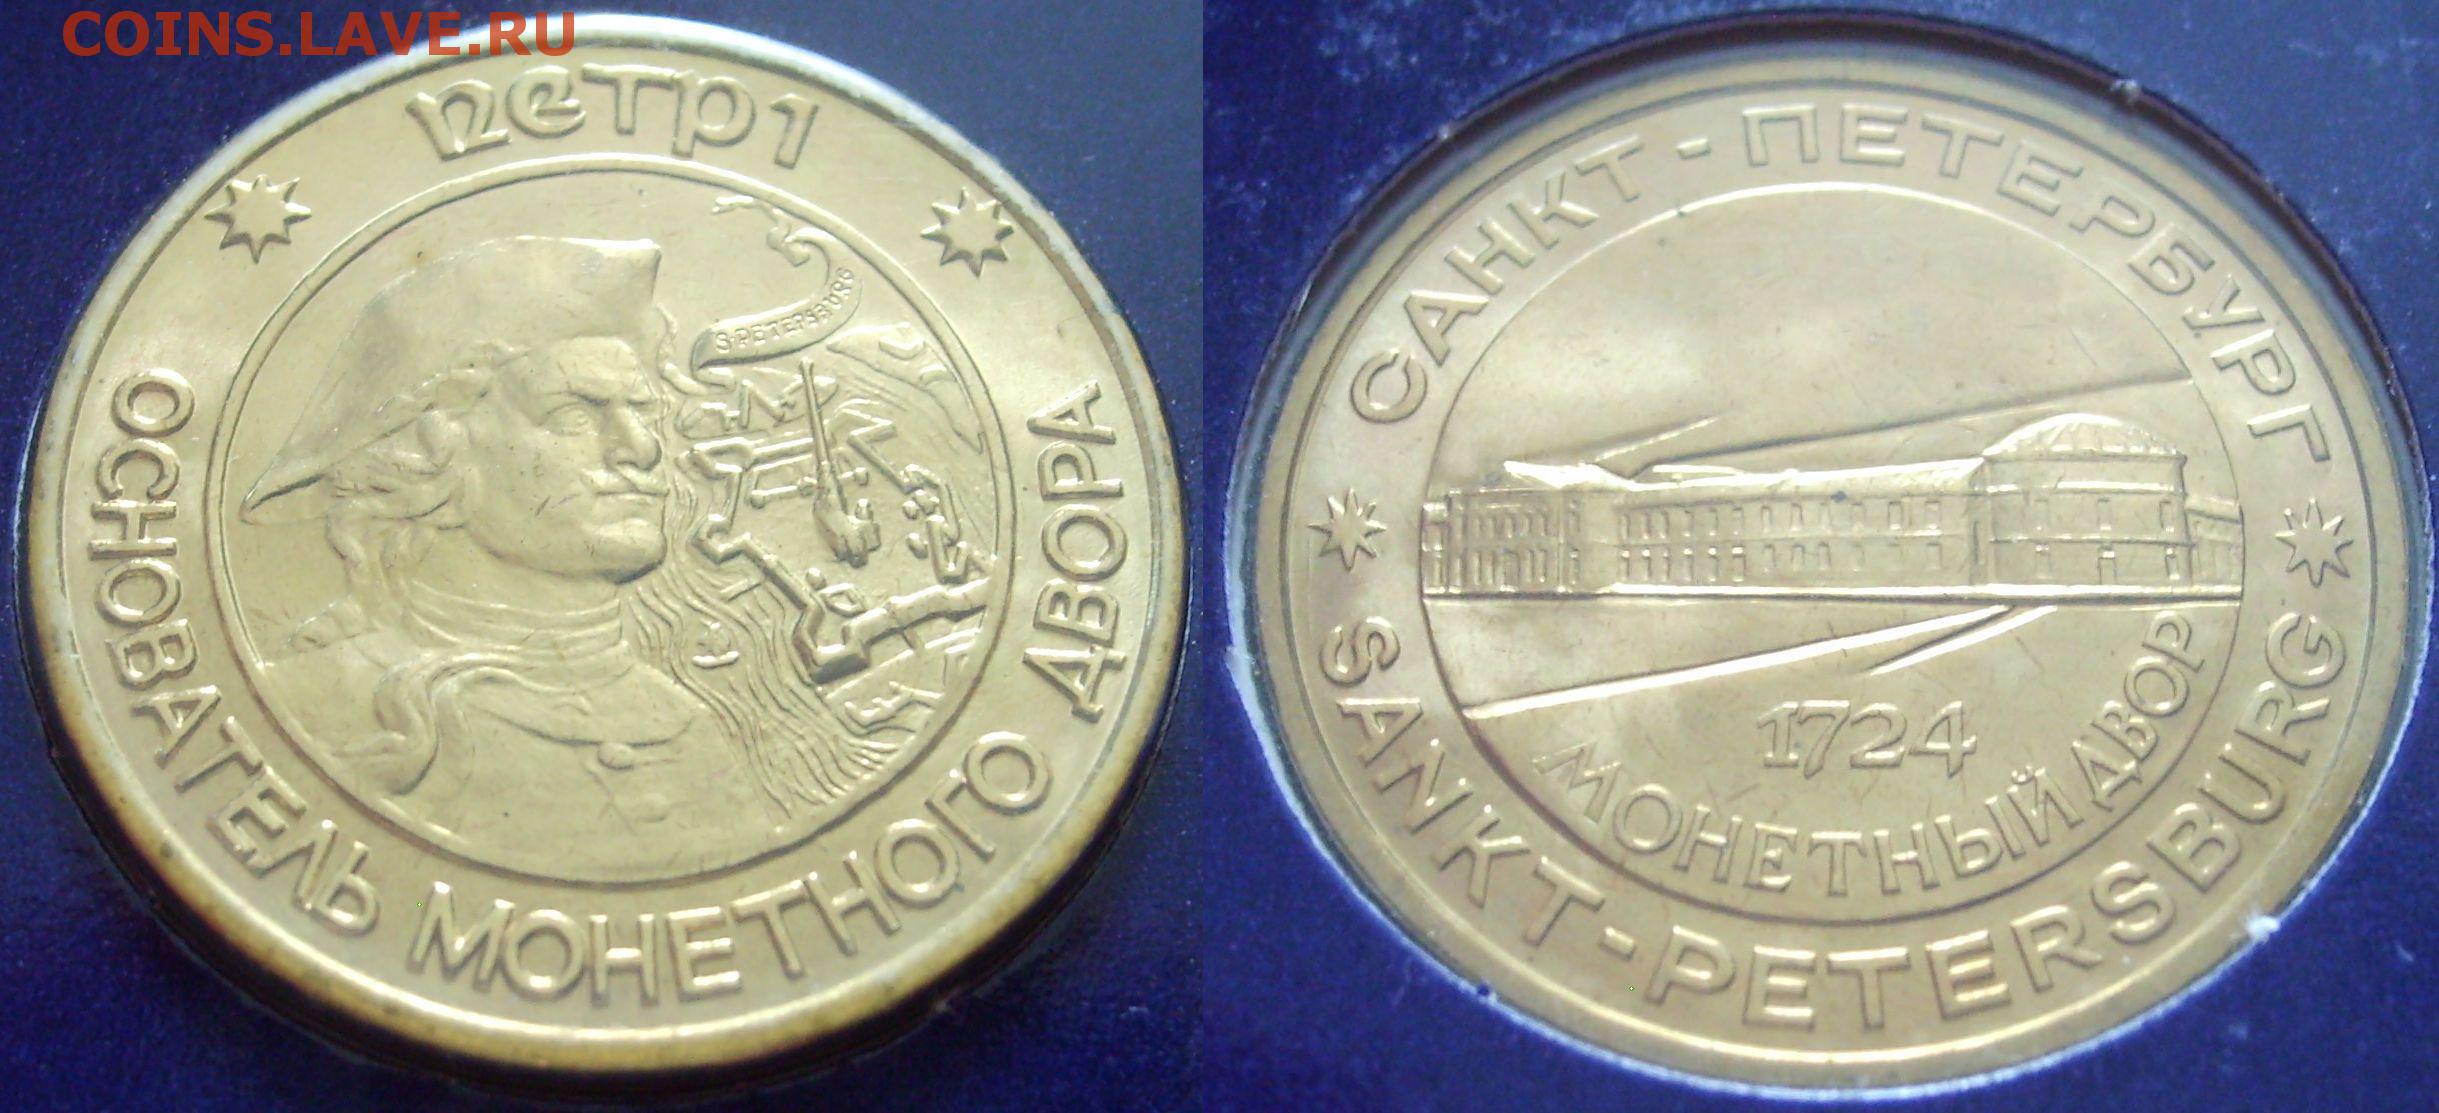 COINS.LAVE.RU
ПЕТР I
S·PETERSBURG
ОСНОВАТЕЛЬ МОНЕТНОГО ДВОРА
САНКТ-ПЕТЕРБУРГ
1724
МОНЕТНЫЙ ДВОР
SANKT-PETERSBURG